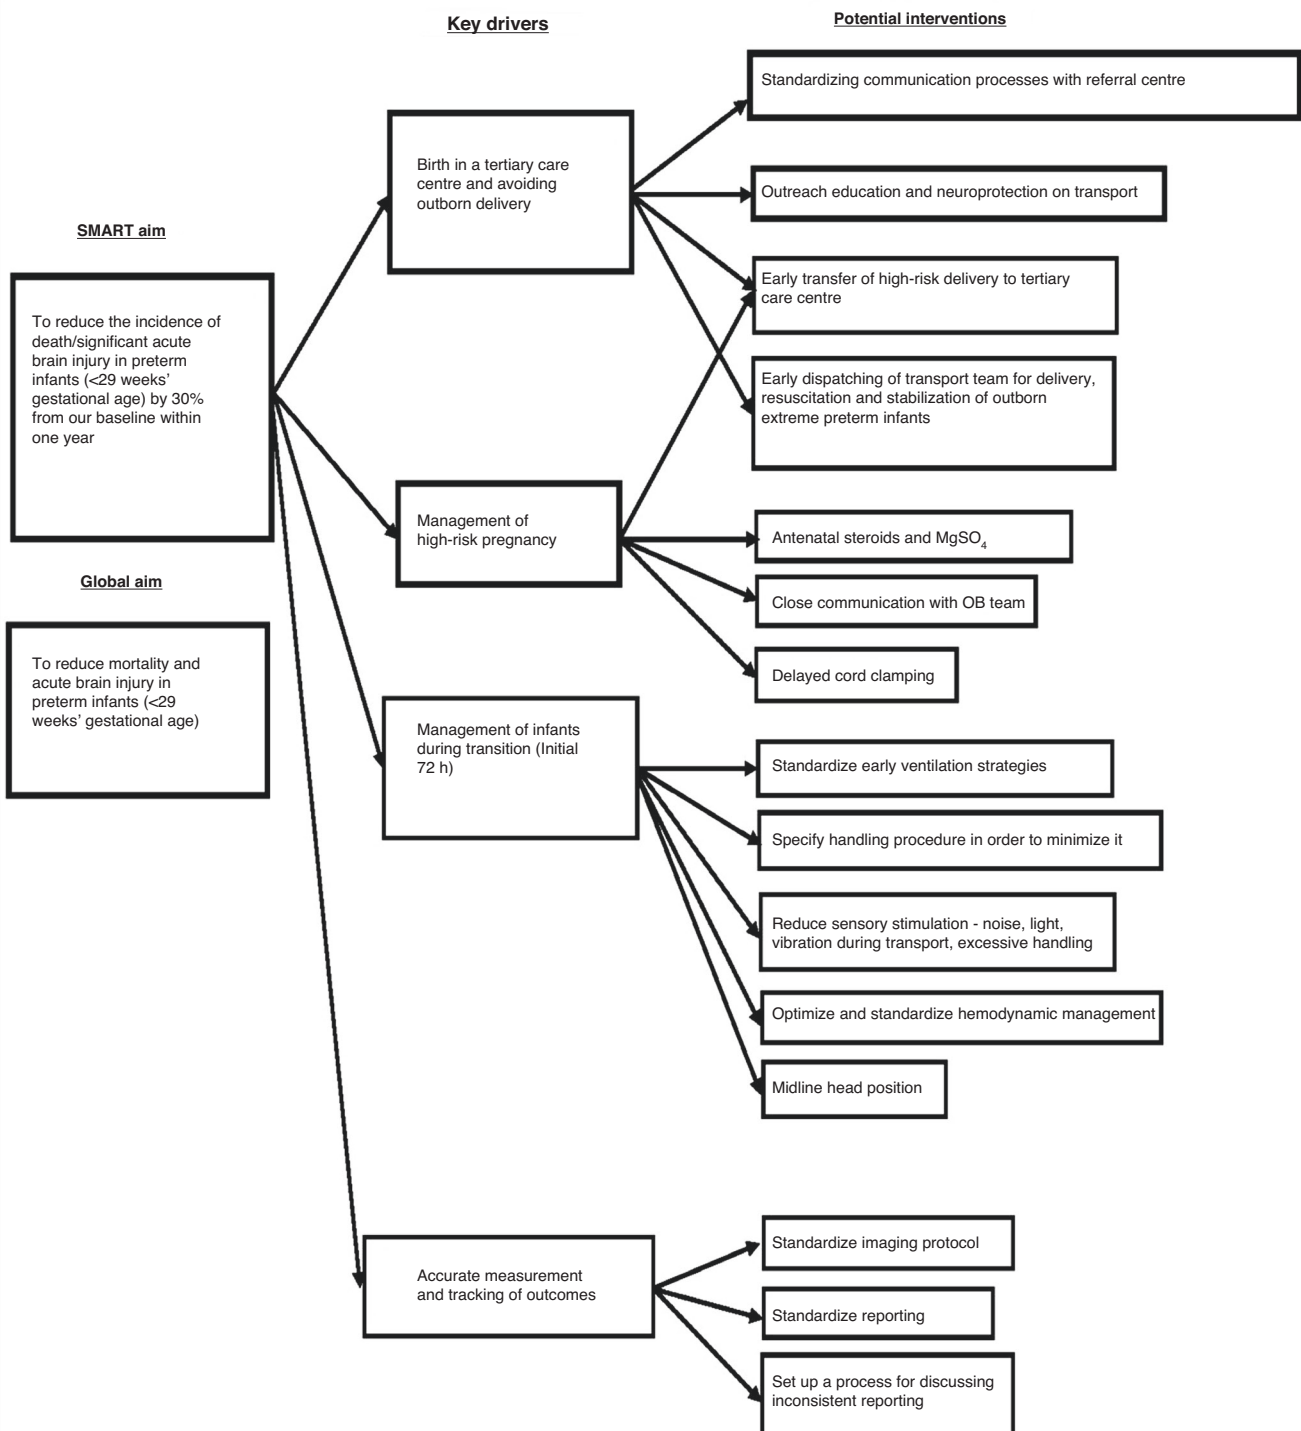 Key drivers
Potential interventions
Standardizing communication processes with referral centre
Birth in a tertiary care
centre and avoiding
outborn delivery
Outreach education and neuroprotection on transport
SMART aim
Early transfer of high-risk delivery to tertiary
care centre
To reduce the incidence of
death/significant acute
brain injury in preterm
infants (<29 weeks’
gestational age) by 30%
from our baseline within
one year
Early dispatching of transport team for delivery,
resuscitation and stabilization of outborn
extreme preterm infants
Management of
high-risk pregnancy
Antenatal steroids and MgSO4
Global aim
Close communication with OB team
To reduce mortality and
acute brain injury in
preterm infants (<29
weeks’ gestational age)
Delayed cord clamping
Management of infants
during transition (Initial
72 h)
Standardize early ventilation strategies
Specify handling procedure in order to minimize it
Reduce sensory stimulation - noise, light,
vibration during transport, excessive handling
Optimize and standardize hemodynamic management
Midline head position
Accurate measurement
and tracking of outcomes
Standardize imaging protocol
Standardize reporting
Set up a process for discussing
inconsistent reporting